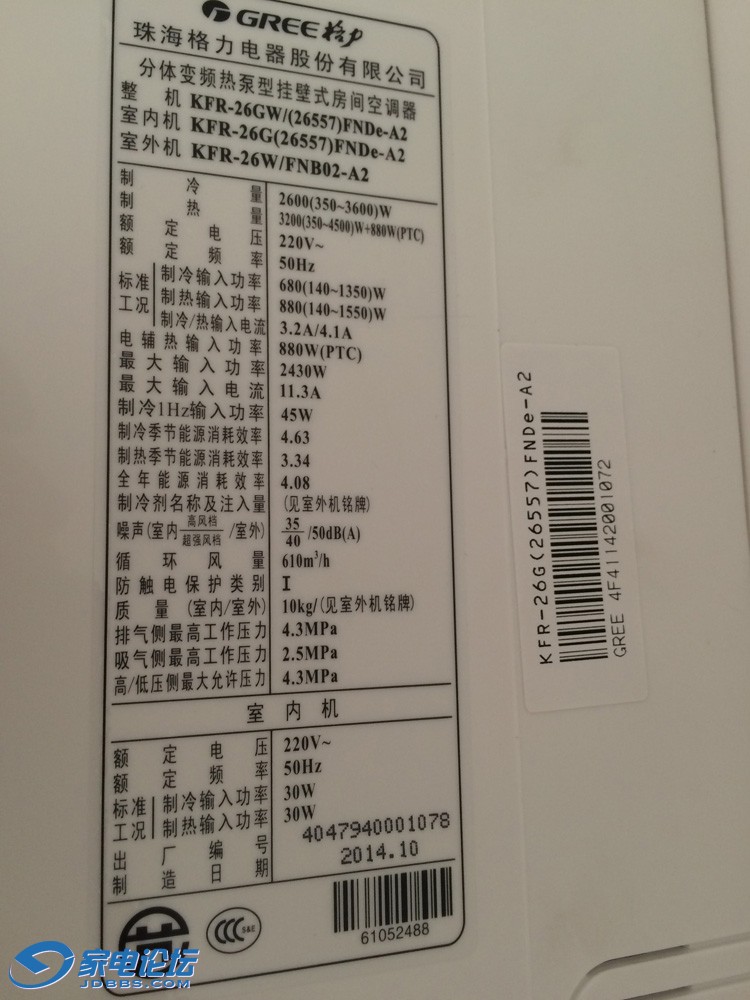 GREE 格力
珠海格力电器股份有限公司
分体变频热泵型挂壁式房间空调器
整机 KFR-26GW/(26557)FNDe-A2
室内机 KFR-26G(26557)FNDe-A2
室外机 KFR-26W/FNB02-A2
制冷量 2600(350~3600)W
制热量 3200(350~4500)W+880W(PTC)
额定电压 220V~
额定频率 50Hz
标准工况 制冷输入功率 680(140~1350)W
制热输入功率 880(140~1550)W
制冷/热输入电流 3.2A/4.1A
电辅热输入功率 880W(PTC)
最大输入功率 2430W
最大输入电流 11.3A
制冷1Hz输入功率 45W
制冷季节能源消耗效率 4.63
制热季节能源消耗效率 3.34
全年能源消耗效率 4.08
制冷剂名称及注入量 (见室外机铭牌)
噪声(室内 高风档/超强风档 /室外) 35/40 /50dB(A)
循环风量 610m³/h
防触电保护类别 I
质量(室内/室外) 10kg/(见室外机铭牌)
排气侧最高工作压力 4.3MPa
吸气侧最高工作压力 2.5MPa
高/低压侧最大允许压力 4.3MPa
室内机
额定电压 220V~
额定频率 50Hz
标准工况 制冷输入功率 30W
制热输入功率 30W
出厂编号 4047940001078
制造日期 2014.10
CCC S&E
61052488
KFR-26G(26557)FNDe-A2
GREE 4F41142001072
家电论坛
JDBBS.COM